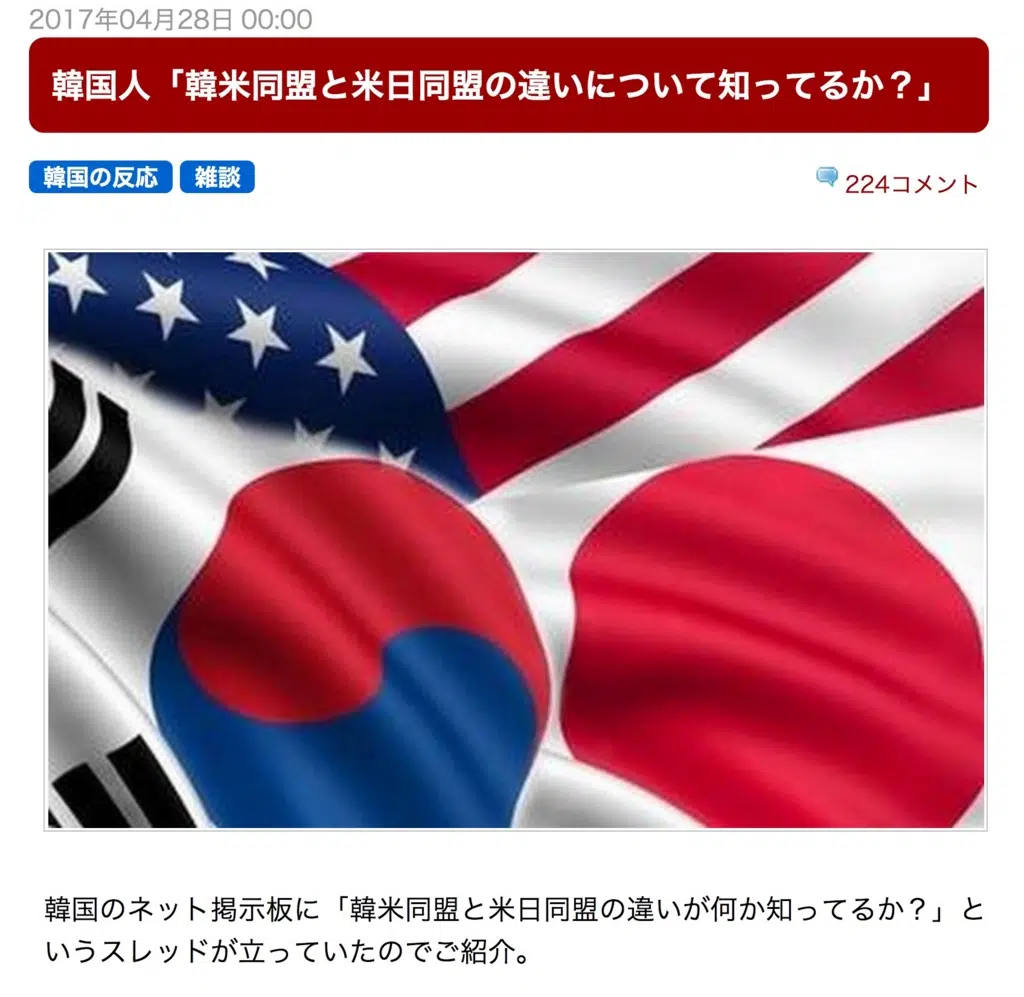 2017年04月28日 00:00
韓国人「韓米同盟と米日同盟の違いについて知ってるか？」
韓国の反応 雑談
224コメント
韓国のネット掲示板に「韓米同盟と米日同盟の違いが何か知ってるか？」と
いうスレッドが立っていたのでご紹介。